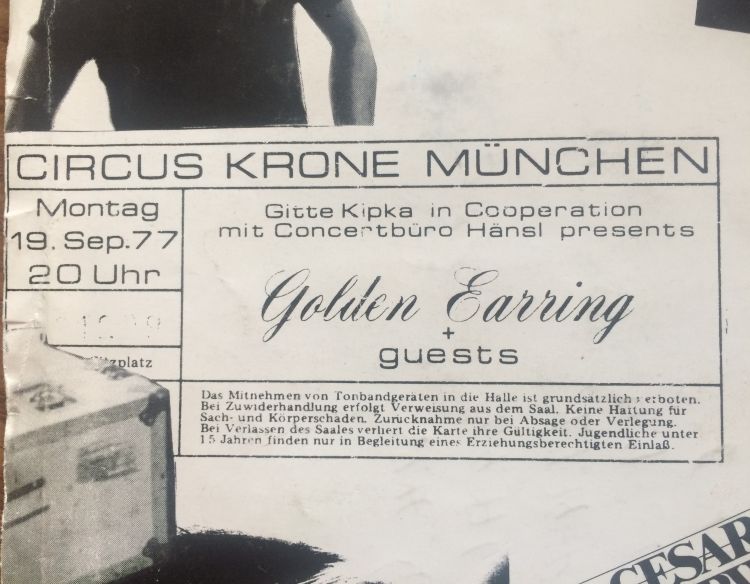 CIRCUS KRONE MÜNCHEN
Montag
19. Sep. 77
20 Uhr
Gitte Kipka in Cooperation
mit Concertbüro Hänsl presents
Golden Earring
+
guests
Das Mitnehmen von Tonbandgeräten in die Halle ist grundsätzlich verboten.
Bei Zuwiderhandlung erfolgt Verweisung aus dem Saal. Keine Haftung für
Sach- und Körperschäden. Zurücknahme nur bei Absage oder Verlegung.
Bei Verlassen des Saales verliert die Karte ihre Gültigkeit. Jugendliche unter
15 Jahren finden nur in Begleitung eines Erziehungsberechtigten Einlaß.